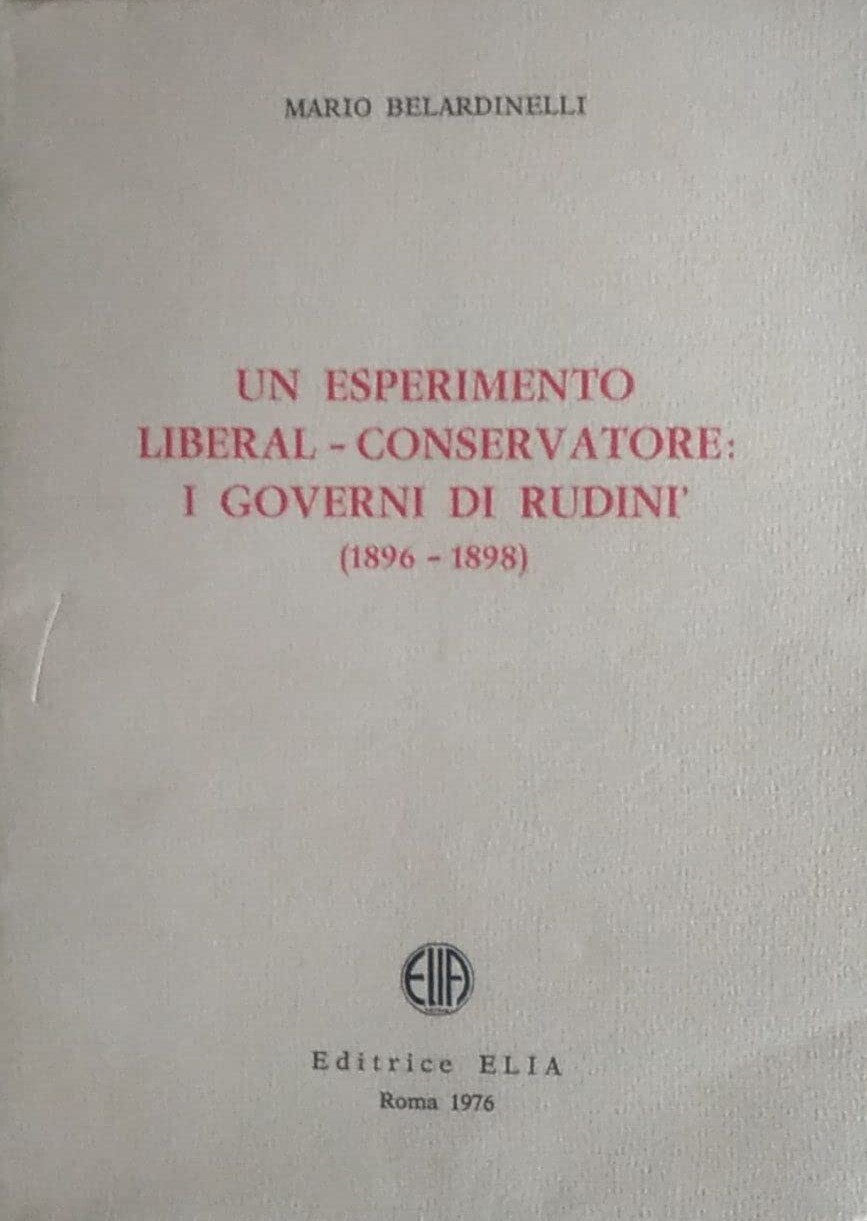 MARIO BELARDINELLI
UN ESPERIMENTO
LIBERAL - CONSERVATORE:
I GOVERNI DI RUDINI'
(1896 - 1898)
ELIA
Editrice ELIA
Roma 1976